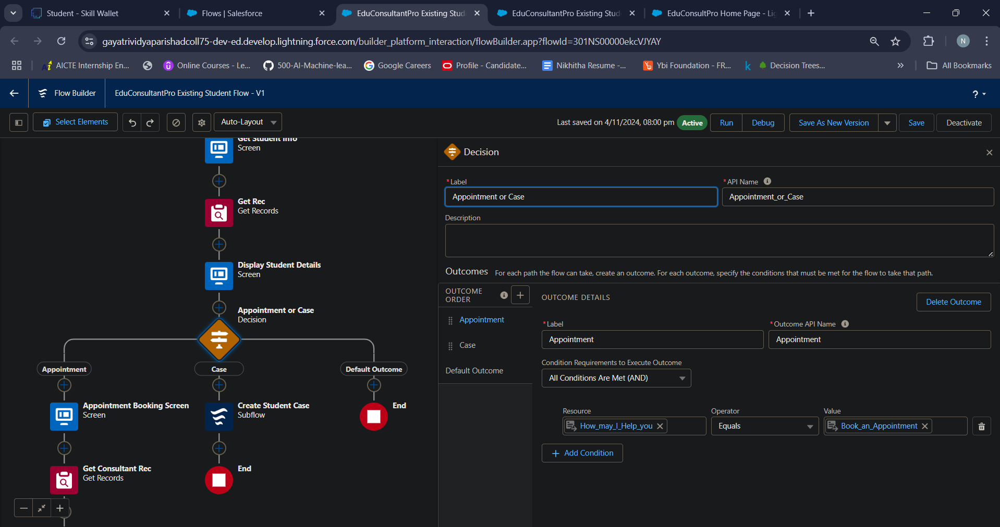 Student - Skill Wallet
Flows | Salesforce
EduConsultantPro Existing Stud
EduConsultantPro Existing Stud
EduConsultPro Home Page - Lig
gayatrividyaparishadcoll75-dev-ed.develop.lightning.force.com/builder_platform_interaction/flowBuilder.app?flowId=301NS00000ekcVJYAY
N
AICTE Internship En...
Online Courses - Le...
500-AI-Machine-lea...
Google Careers
Profile - Candidate...
Nikhitha Resume -...
Ybi Foundation - FR...
k
Decision Trees...
All Bookmarks
Flow Builder
EduConsultantPro Existing Student Flow - V1
?
Select Elements
Auto-Layout
Last saved on 4/11/2024, 08:00 pm
Active
Run
Debug
Save As New Version
Save
Deactivate
Get Student Info
Screen
Get Rec
Get Records
Display Student Details
Screen
Appointment or Case
Decision
Appointment
Case
Default Outcome
Appointment Booking Screen
Screen
Create Student Case
Subflow
End
Get Consultant Rec
Get Records
End
Decision
*Label
Appointment or Case
*API Name
Appointment_or_Case
Description
Outcomes
For each path the flow can take, create an outcome. For each outcome, specify the conditions that must be met for the flow to take that path.
OUTCOME
ORDER
Appointment
Case
Default Outcome
OUTCOME DETAILS
Delete Outcome
*Label
Appointment
*Outcome API Name
Appointment
Condition Requirements to Execute Outcome
All Conditions Are Met (AND)
Resource
How_may_I_Help_you
Operator
Equals
Value
Book_an_Appointment
Add Condition